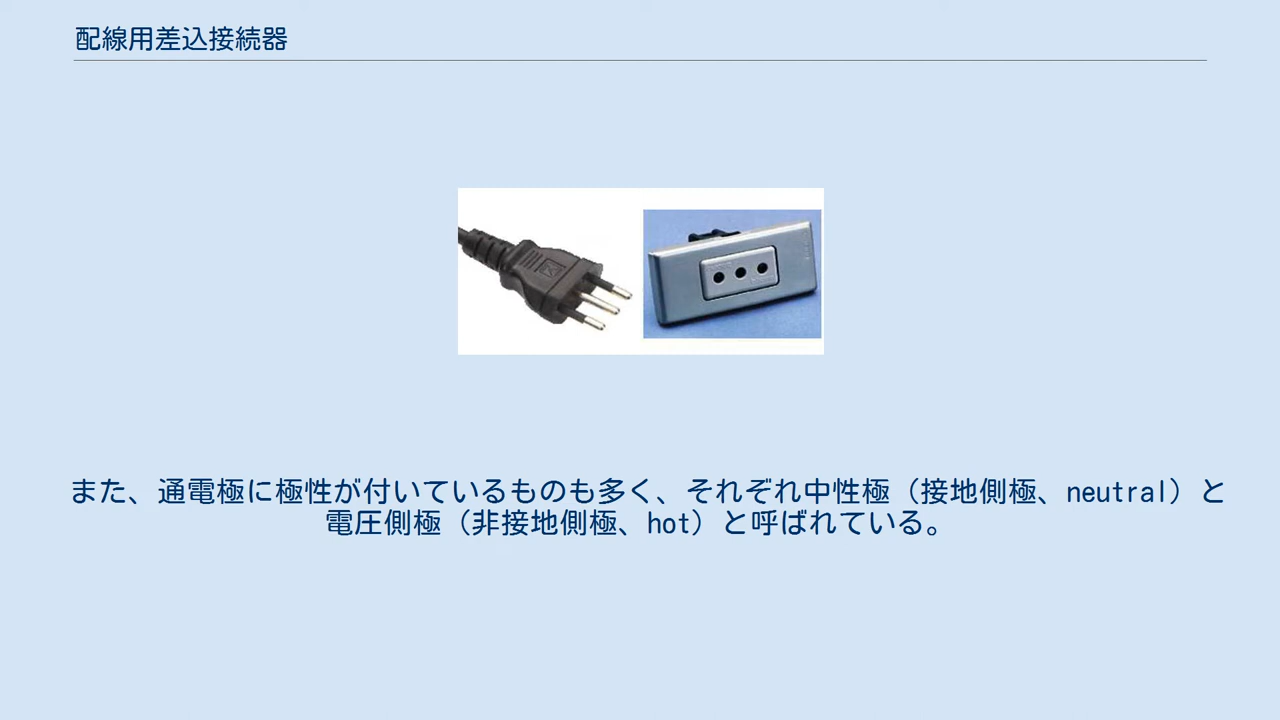 配線用差込接続器
また、通電極に極性が付いているものも多く、それぞれ中性極（接地側極、neutral）と
電圧側極（非接地側極、hot）と呼ばれている。